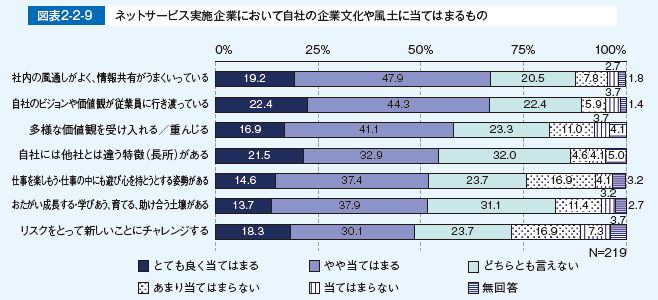 図表2-2-9 ネットサービス実施企業において自社の企業文化や風土に当てはまるもの
0% 25% 50% 75% 100%
2.7
社内の風通しがよく、情報共有がうまくいっている 19.2 47.9 20.5 7.8 1.8
3.7
自社のビジョンや価値観が従業員に行き渡っている 22.4 44.3 22.4 5.9 1.4
3.7
多様な価値観を受け入れる/重んじる 16.9 41.1 23.3 11.0 4.1
自社には他社とは違う特徴(長所)がある 21.5 32.9 32.0 4.6 4.1 5.0
仕事を楽しもう・仕事の中にも遊び心を持とうとする姿勢がある 14.6 37.4 23.7 16.9 4.1 3.2
3.2
おたがい成長する・学びあう、育てる、助け合う土壌がある 13.7 37.9 31.1 11.4 2.7
3.7
リスクをとって新しいことにチャレンジする 18.3 30.1 23.7 16.9 7.3
N=219
とても良く当てはまる やや当てはまる どちらとも言えない
あまり当てはまらない 当てはまらない 無回答